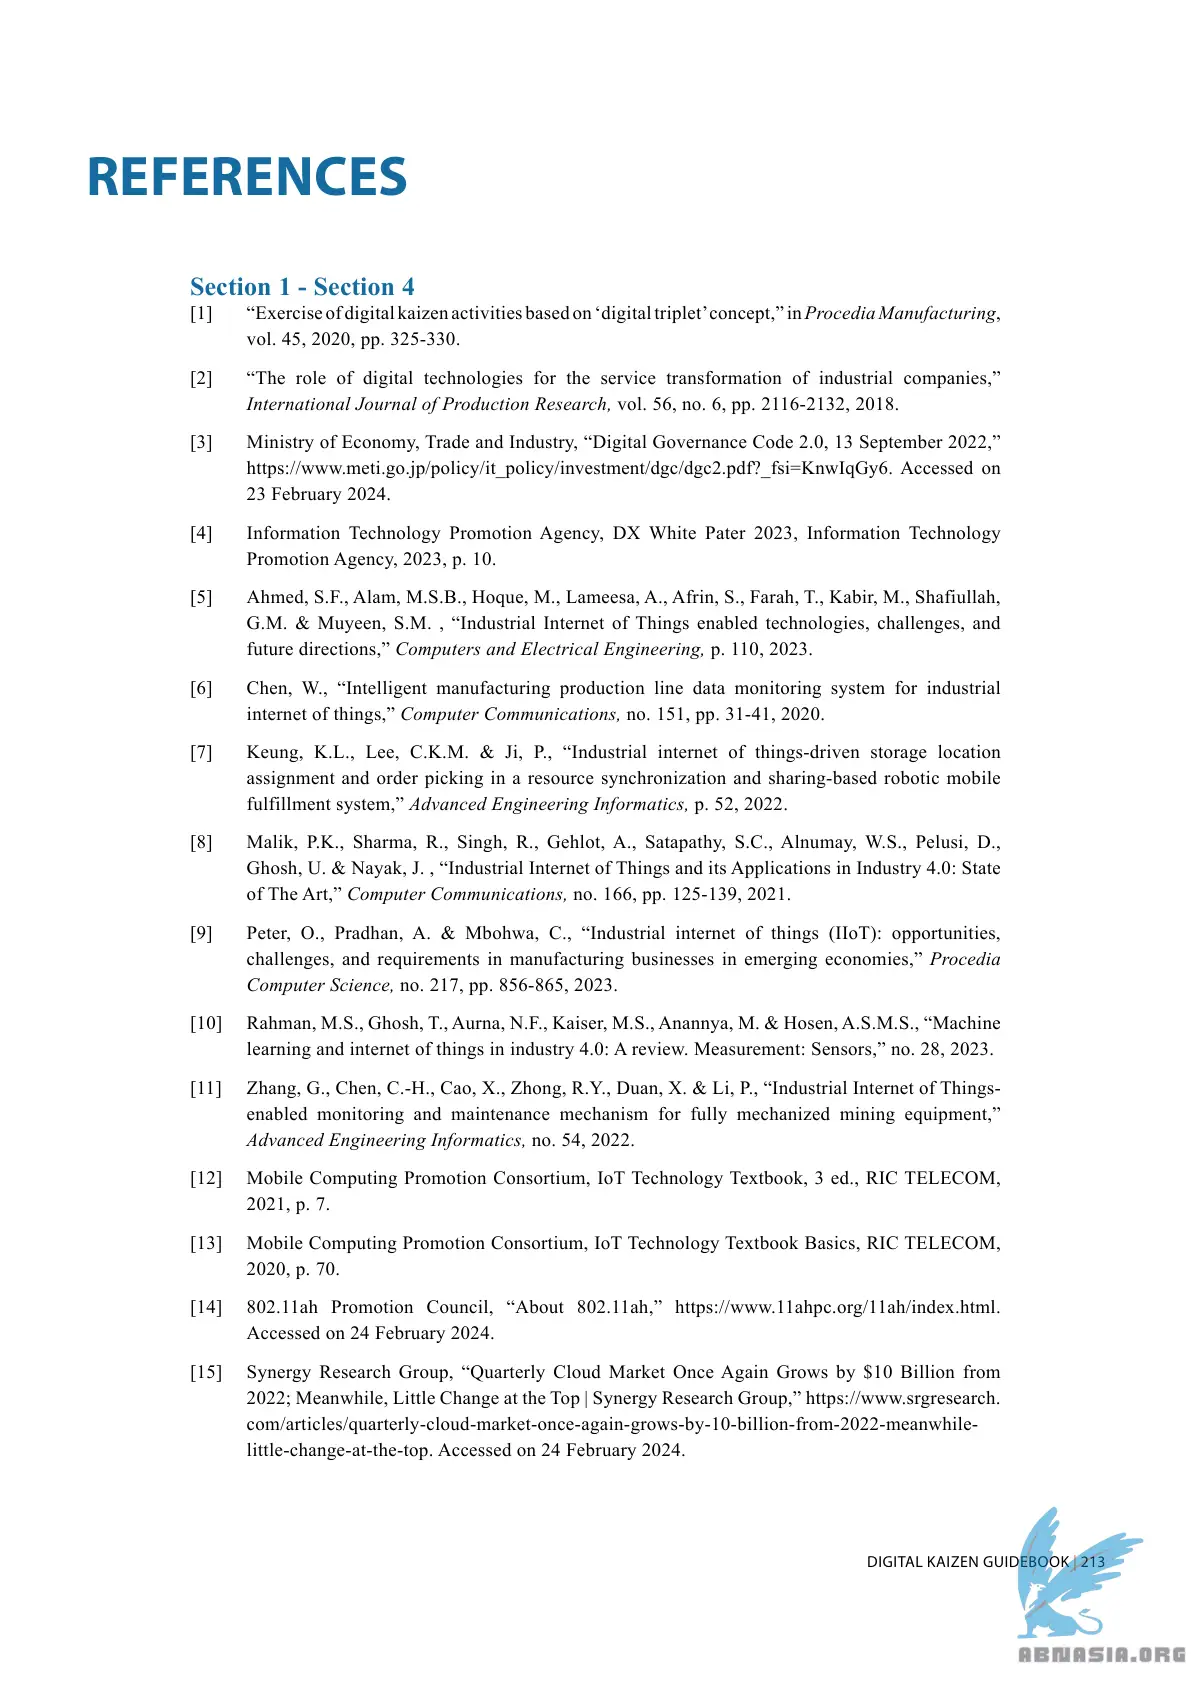 REFERENCES
Section 1 - Section 4
[1] “Exercise of digital kaizen activities based on ‘digital triplet’ concept,” in Procedia Manufacturing,
vol. 45, 2020, pp. 325-330.
[2] “The role of digital technologies for the service transformation of industrial companies,”
International Journal of Production Research, vol. 56, no. 6, pp. 2116-2132, 2018.
[3] Ministry of Economy, Trade and Industry, “Digital Governance Code 2.0, 13 September 2022,”
https://www.meti.go.jp/policy/it_policy/investment/dgc/dgc2.pdf?_fsi=KnwIqGy6. Accessed on
23 February 2024.
[4] Information Technology Promotion Agency, DX White Pater 2023, Information Technology
Promotion Agency, 2023, p. 10.
[5] Ahmed, S.F., Alam, M.S.B., Hoque, M., Lameesa, A., Afrin, S., Farah, T., Kabir, M., Shafiullah,
G.M. & Muyeen, S.M. , “Industrial Internet of Things enabled technologies, challenges, and
future directions,” Computers and Electrical Engineering, p. 110, 2023.
[6] Chen, W., “Intelligent manufacturing production line data monitoring system for industrial
internet of things,” Computer Communications, no. 151, pp. 31-41, 2020.
[7] Keung, K.L., Lee, C.K.M. & Ji, P., “Industrial internet of things-driven storage location
assignment and order picking in a resource synchronization and sharing-based robotic mobile
fulfillment system,” Advanced Engineering Informatics, p. 52, 2022.
[8] Malik, P.K., Sharma, R., Singh, R., Gehlot, A., Satapathy, S.C., Alnumay, W.S., Pelusi, D.,
Ghosh, U. & Nayak, J. , “Industrial Internet of Things and its Applications in Industry 4.0: State
of The Art,” Computer Communications, no. 166, pp. 125-139, 2021.
[9] Peter, O., Pradhan, A. & Mbohwa, C., “Industrial internet of things (IIoT): opportunities,
challenges, and requirements in manufacturing businesses in emerging economies,” Procedia
Computer Science, no. 217, pp. 856-865, 2023.
[10] Rahman, M.S., Ghosh, T., Aurna, N.F., Kaiser, M.S., Anannya, M. & Hosen, A.S.M.S., “Machine
learning and internet of things in industry 4.0: A review. Measurement: Sensors,” no. 28, 2023.
[11] Zhang, G., Chen, C.-H., Cao, X., Zhong, R.Y., Duan, X. & Li, P., “Industrial Internet of Things-
enabled monitoring and maintenance mechanism for fully mechanized mining equipment,”
Advanced Engineering Informatics, no. 54, 2022.
[12] Mobile Computing Promotion Consortium, IoT Technology Textbook, 3 ed., RIC TELECOM,
2021, p. 7.
[13] Mobile Computing Promotion Consortium, IoT Technology Textbook Basics, RIC TELECOM,
2020, p. 70.
[14] 802.11ah Promotion Council, “About 802.11ah,” https://www.11ahpc.org/11ah/index.html.
Accessed on 24 February 2024.
[15] Synergy Research Group, “Quarterly Cloud Market Once Again Grows by $10 Billion from
2022; Meanwhile, Little Change at the Top | Synergy Research Group,” https://www.srgresearch.
com/articles/quarterly-cloud-market-once-again-grows-by-10-billion-from-2022-meanwhile-
little-change-at-the-top. Accessed on 24 February 2024.
DIGITAL KAIZEN GUIDEBOOK | 213
ABNASIA.ORG